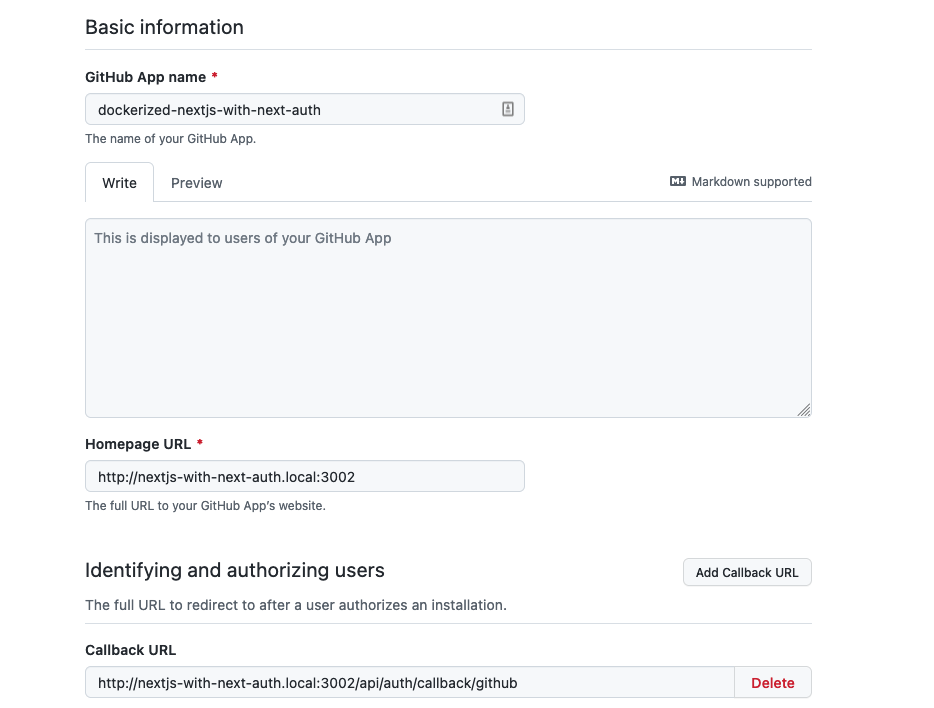 Basic information
GitHub App name *
dockerized-nextjs-with-next-auth
The name of your GitHub App.
Write Preview Markdown supported
This is displayed to users of your GitHub App
Homepage URL *
http://nextjs-with-next-auth.local:3002
The full URL to your GitHub App’s website.
Identifying and authorizing users Add Callback URL
The full URL to redirect to after a user authorizes an installation.
Callback URL
http://nextjs-with-next-auth.local:3002/api/auth/callback/github Delete